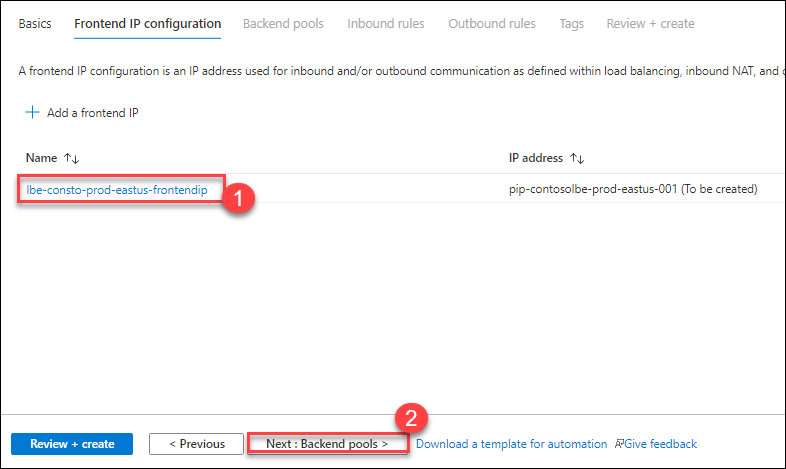 Basics Frontend IP configuration Backend pools Inbound rules Outbound rules Tags Review + create
A frontend IP configuration is an IP address used for inbound and/or outbound communication as defined within load balancing, inbound NAT, and
+ Add a frontend IP
Name ↑↓ IP address ↑↓
lbe-consto-prod-eastus-frontendip 1 pip-contosolbe-prod-eastus-001 (To be created)
2
Review + create < Previous Next : Backend pools > Download a template for automation Give feedback